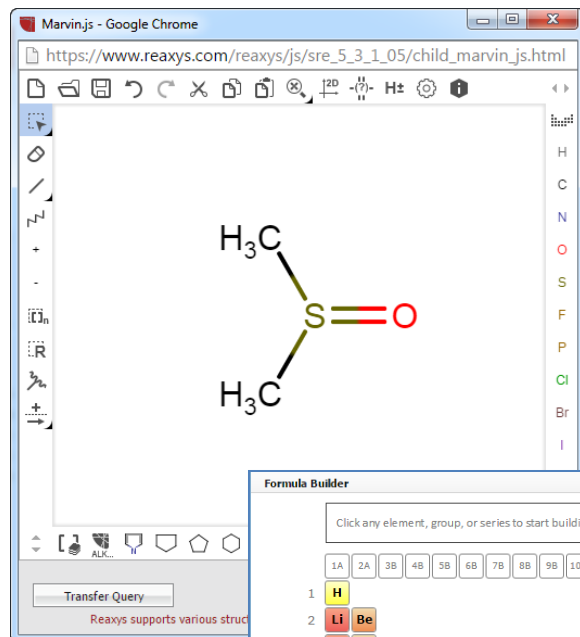 Marvin.js - Google Chrome
https://www.reaxys.com/reaxys/js/sre_5_3_1_05/child_marvin_js.html
2D
-(?)-
H±
H
C
N
O
S
F
P
Cl
Br
I
+
-
[ ]n
R
+
H3C
S
O
H3C
ALK...
Transfer Query
Reaxys supports various struct
Formula Builder
Click any element, group, or series to start buildi
1A 2A 3B 4B 5B 6B 7B 8B 9B 10
1 H
2 Li Be